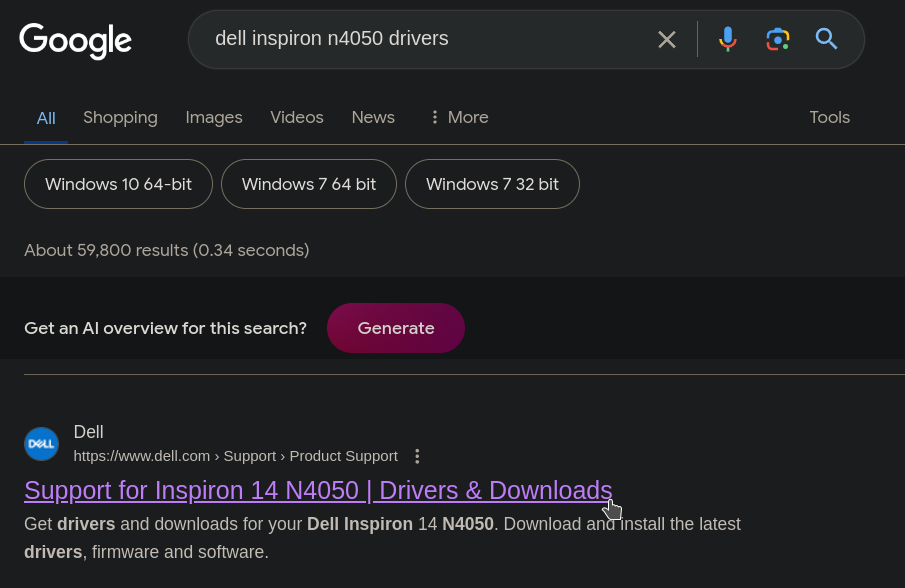 Google
dell inspiron n4050 drivers
All Shopping Images Videos News More Tools
Windows 10 64-bit Windows 7 64 bit Windows 7 32 bit
About 59,800 results (0.34 seconds)
Get an AI overview for this search? Generate
DELL
Dell
https://www.dell.com › Support › Product Support
Support for Inspiron 14 N4050 | Drivers & Downloads
Get drivers and downloads for your Dell Inspiron 14 N4050. Download and install the latest
drivers, firmware and software.